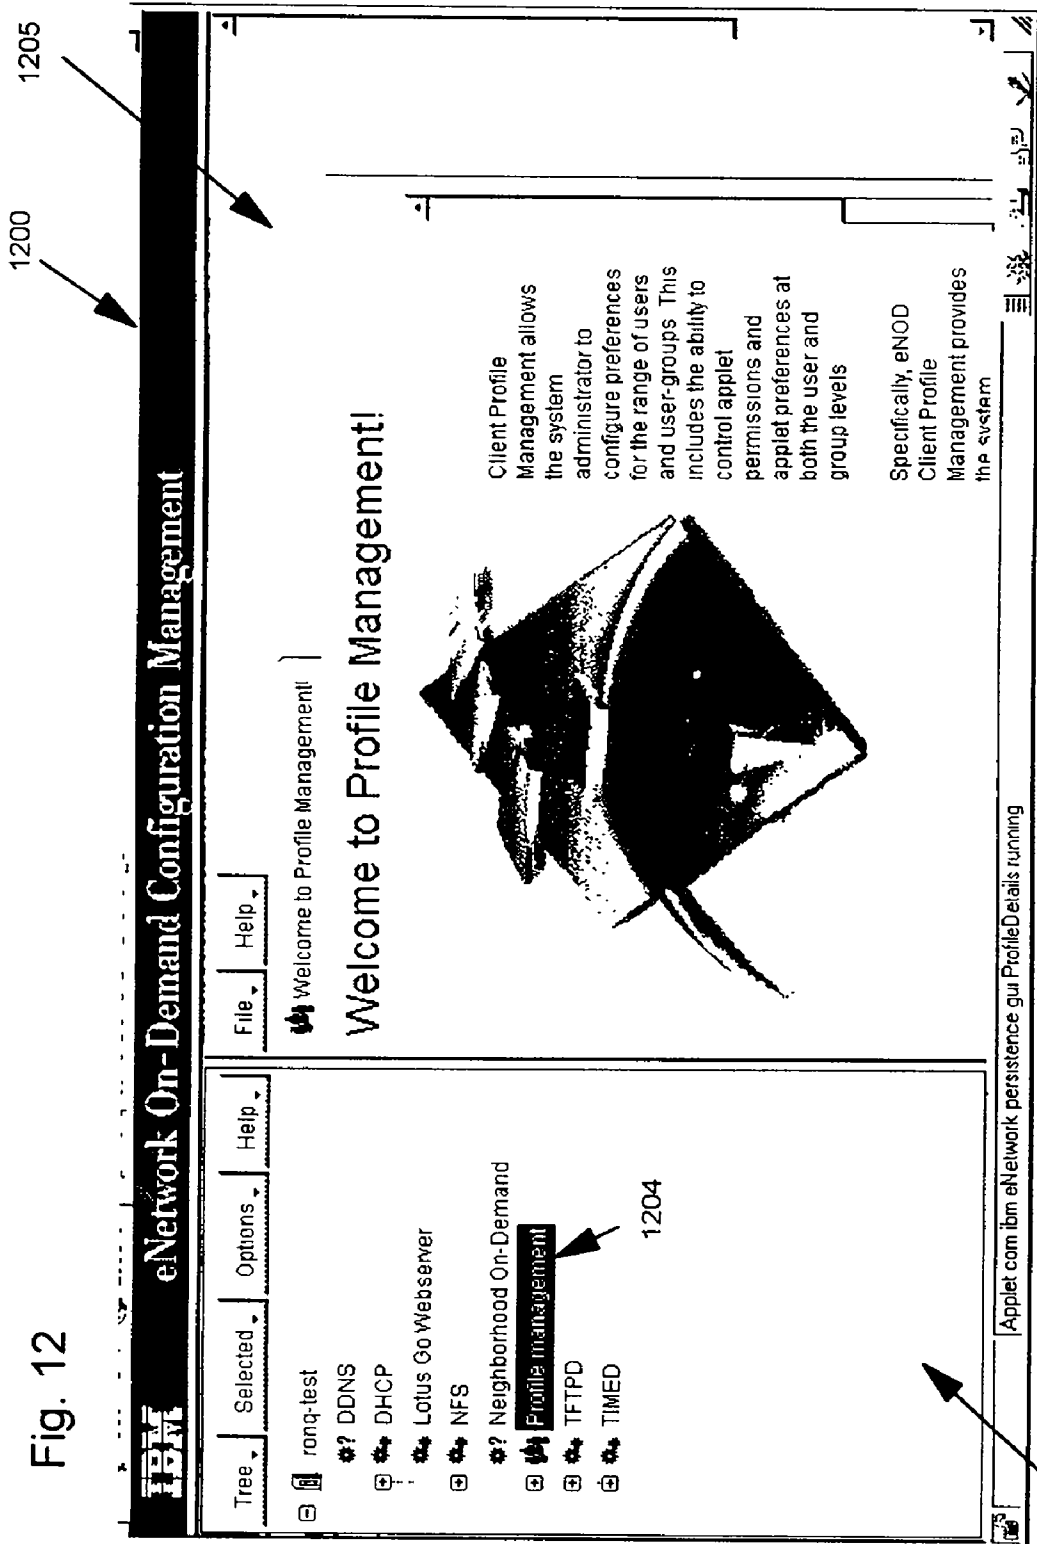 Fig. 12
1200
1205
IBM
eNetwork On-Demand Configuration Management
Tree Selected Options Help
ronq-test
#? DDNS
DHCP
Lotus Go Webserver
NFS
#? Neighborhood On-Demand
Profile management
TFTPD
TIMED
1204
File Help
Welcome to Profile Management!
Welcome to Profile Management!
Client Profile
Management allows
the system
administrator to
configure preferences
for the range of users
and user-groups This
includes the ability to
control applet
permissions and
applet preferences at
both the user and
group levels
Specifically, eNOD
Client Profile
Management provides
the system
Applet com ibm eNetwork persistence gui ProfileDetails running